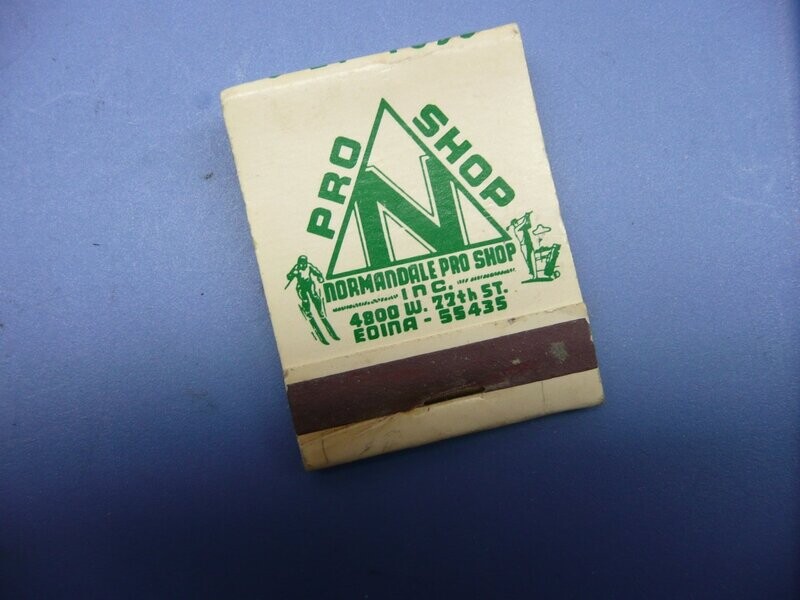 PRO SHOP
N
NORMANDALE PRO SHOP
INC.
4800 W. 77th ST.
EDINA - 55435